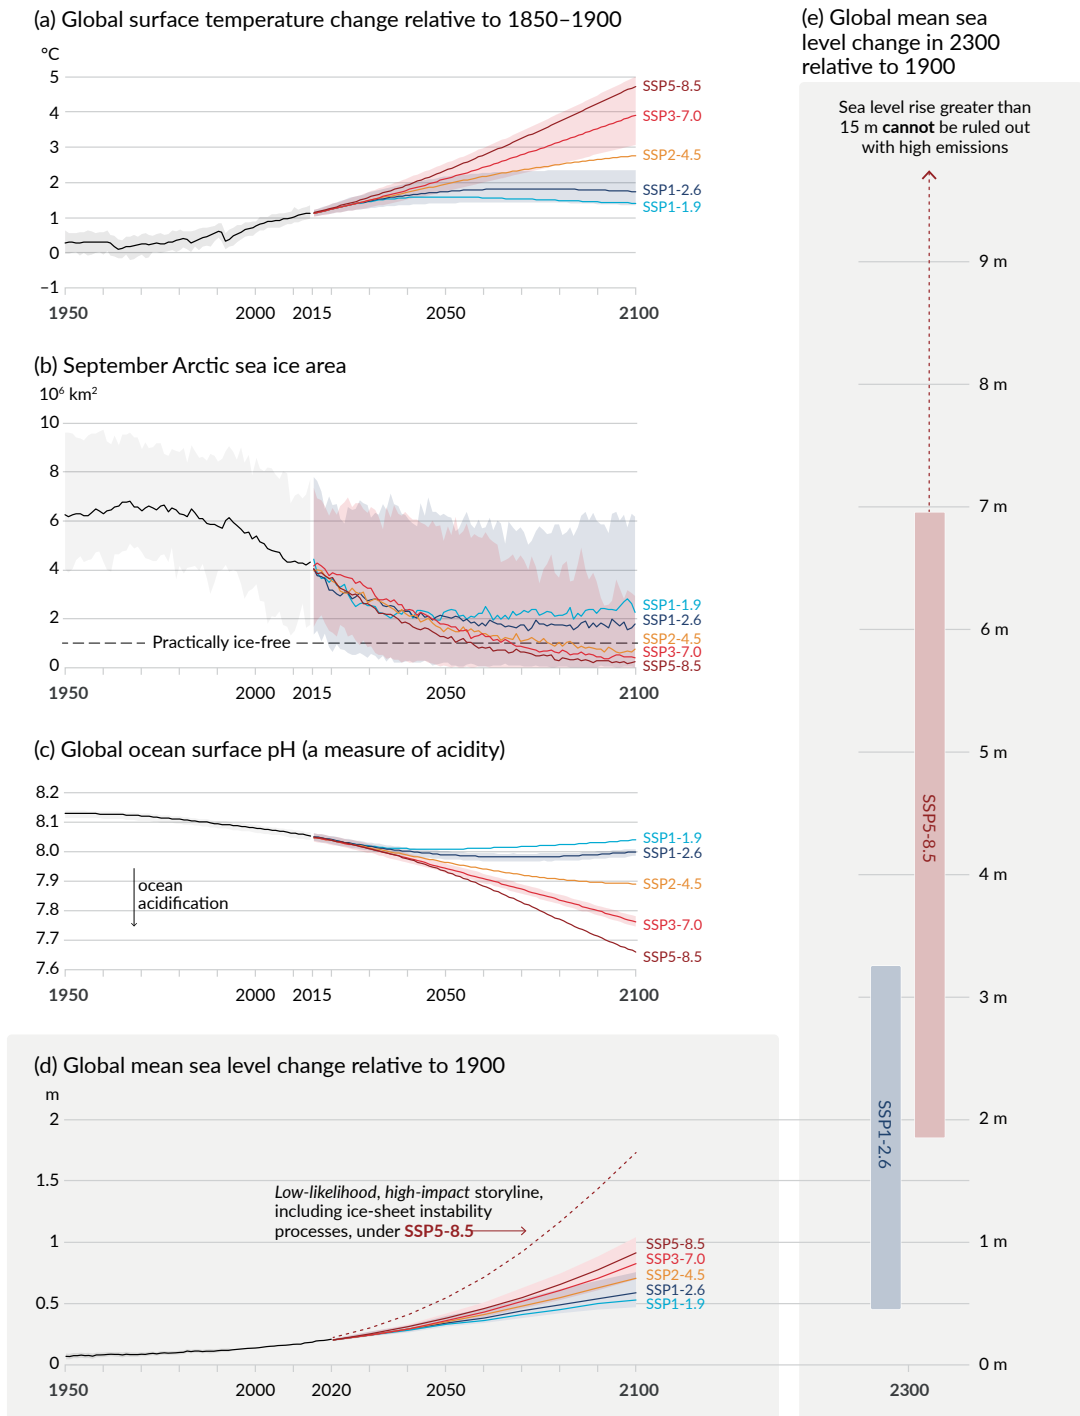 (a) Global surface temperature change relative to 1850–1900
°C
5
4
3
2
1
0
–1
SSP5-8.5
SSP3-7.0
SSP2-4.5
SSP1-2.6
SSP1-1.9
1950 2000 2015 2050 2100
(b) September Arctic sea ice area
10⁶ km²
10
8
6
4
2
0
Practically ice-free
SSP1-1.9
SSP1-2.6
SSP2-4.5
SSP3-7.0
SSP5-8.5
1950 2000 2015 2050 2100
(c) Global ocean surface pH (a measure of acidity)
8.2
8.1
8.0
7.9
7.8
7.7
7.6
ocean
acidification
SSP1-1.9
SSP1-2.6
SSP2-4.5
SSP3-7.0
SSP5-8.5
1950 2000 2015 2050 2100
(d) Global mean sea level change relative to 1900
m
2
1.5
1
0.5
0
Low-likelihood, high-impact storyline,
including ice-sheet instability
processes, under SSP5-8.5
SSP5-8.5
SSP3-7.0
SSP2-4.5
SSP1-2.6
SSP1-1.9
1950 2000 2020 2050 2100
(e) Global mean sea
level change in 2300
relative to 1900
Sea level rise greater than
15 m cannot be ruled out
with high emissions
9 m
8 m
7 m
6 m
5 m
4 m
3 m
2 m
1 m
0 m
SSP5-8.5
SSP1-2.6
2300